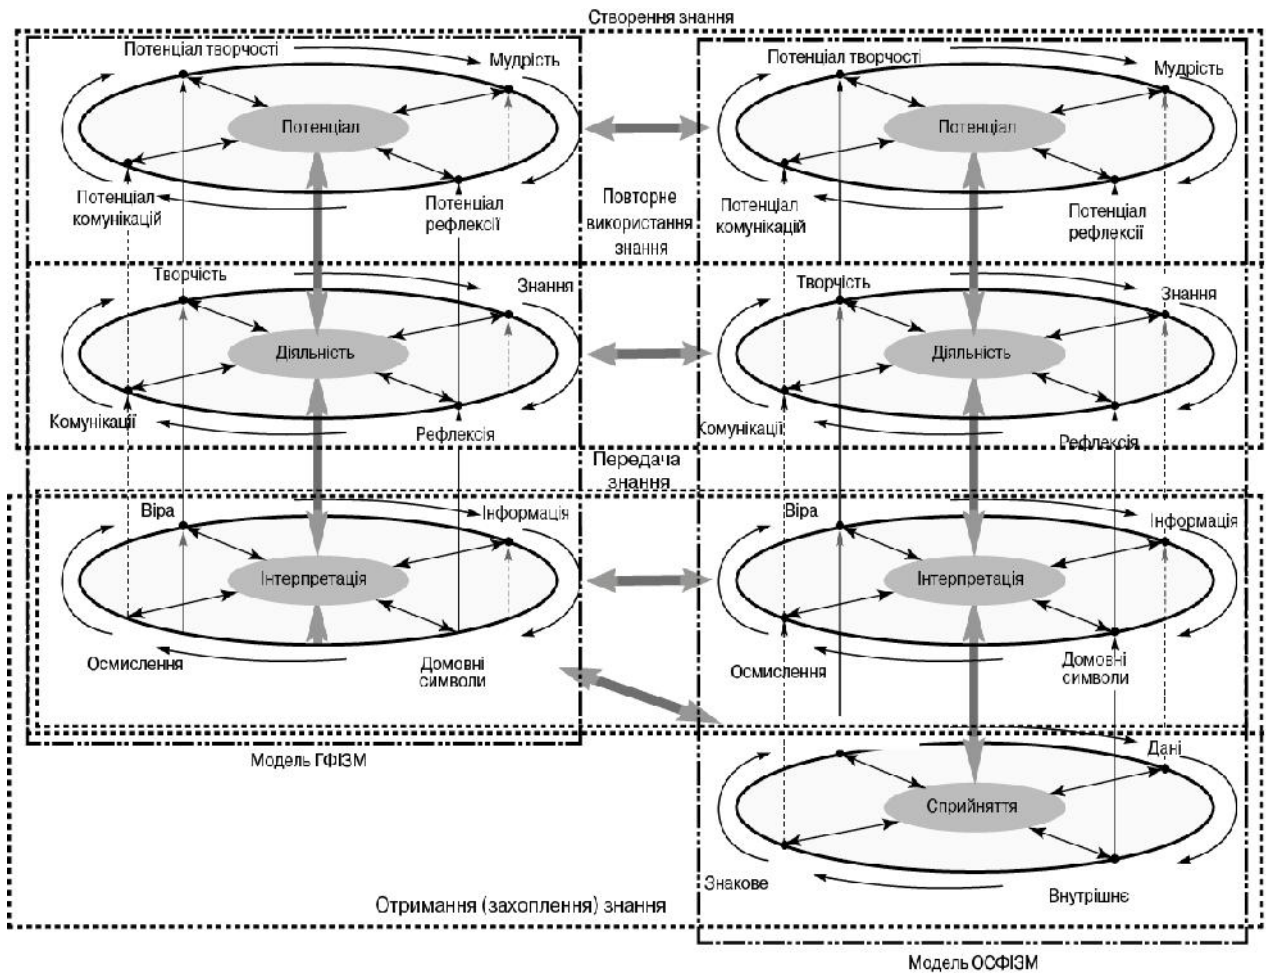 Створення знання
Потенціал творчості
Мудрість
Потенціал
Потенціал
комунікацій
Потенціал
рефлексії
Повторне
використання
знання
Потенціал творчості
Мудрість
Потенціал
Потенціал
комунікацій
Потенціал
рефлексії
Творчість
Знання
Діяльність
Комунікації
Рефлексія
Творчість
Знання
Діяльність
Комунікації
Рефлексія
Передача
знання
Віра
Інформація
Інтерпретація
Осмислення
Домовні
символи
Віра
Інформація
Інтерпретація
Осмислення
Домовні
символи
Модель ГФІЗМ
Дані
Сприйняття
Знакове
Внутрішнє
Отримання (захоплення) знання
Модель ОСФІЗМ